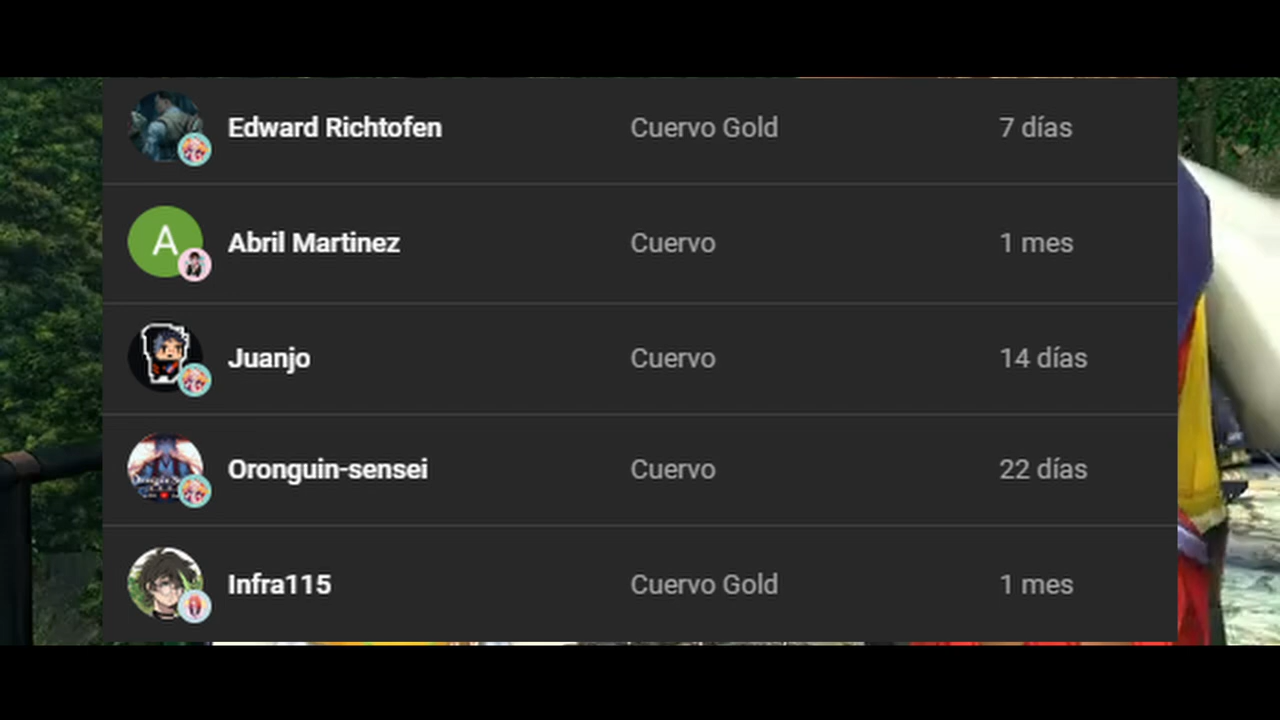 Edward Richtofen Cuervo Gold 7 días
A
Abril Martinez Cuervo 1 mes
Juanjo Cuervo 14 días
Oronguin-sensei Cuervo 22 días
Infra115 Cuervo Gold 1 mes